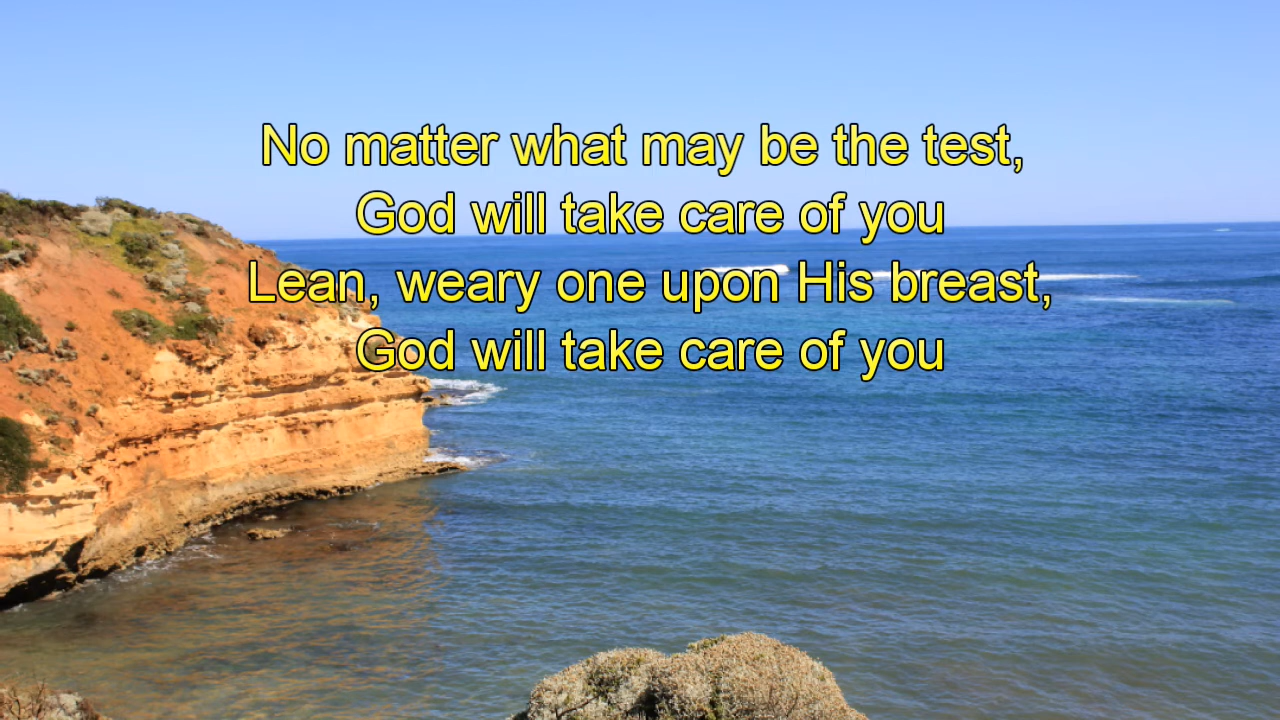 No matter what may be the test,
God will take care of you
Lean, weary one upon His breast,
God will take care of you